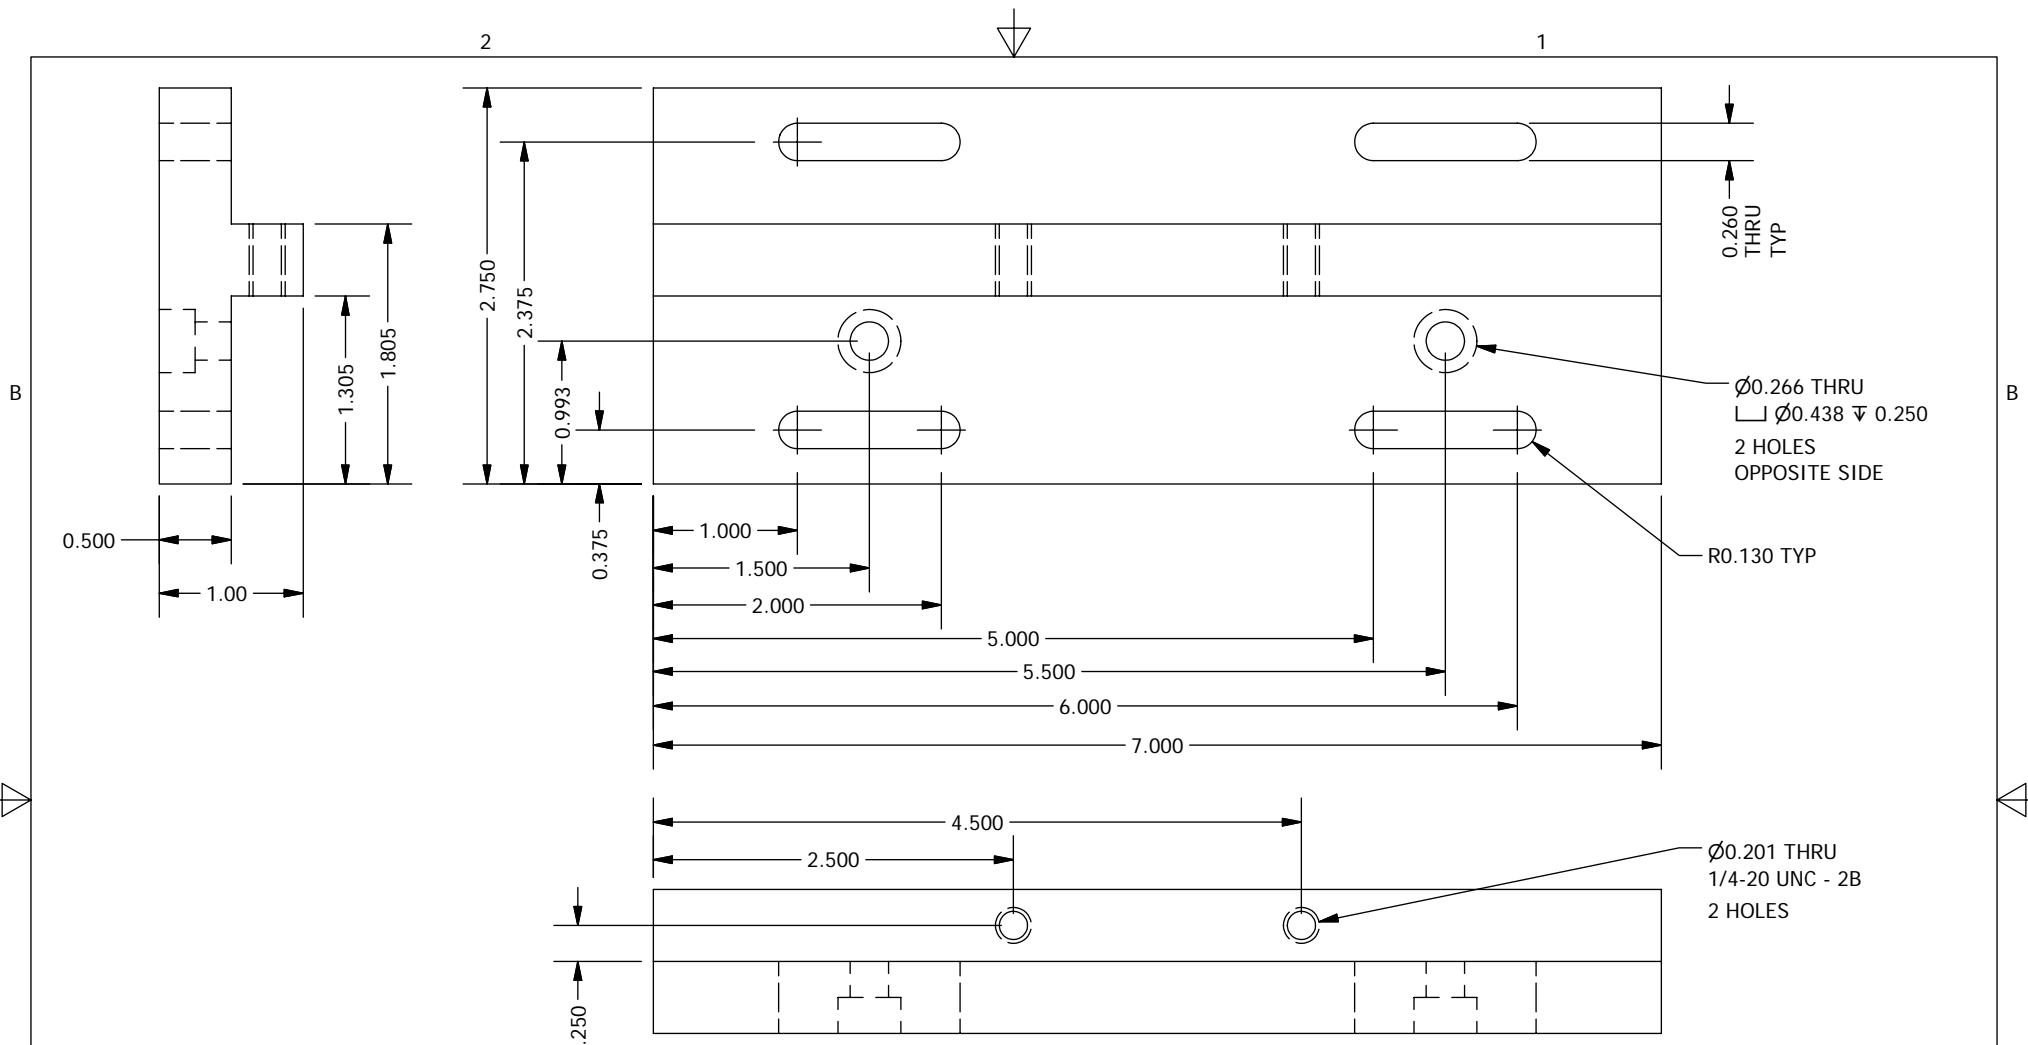 2
1
B
B
2.750
2.375
0.993
0.375
1.805
1.305
0.500
1.00
0.260
THRU
TYP
Ø0.266 THRU
⌴ Ø0.438 ↧ 0.250
2 HOLES
OPPOSITE SIDE
R0.130 TYP
1.000
1.500
2.000
5.000
5.500
6.000
7.000
4.500
2.500
Ø0.201 THRU
1/4-20 UNC - 2B
2 HOLES
.250